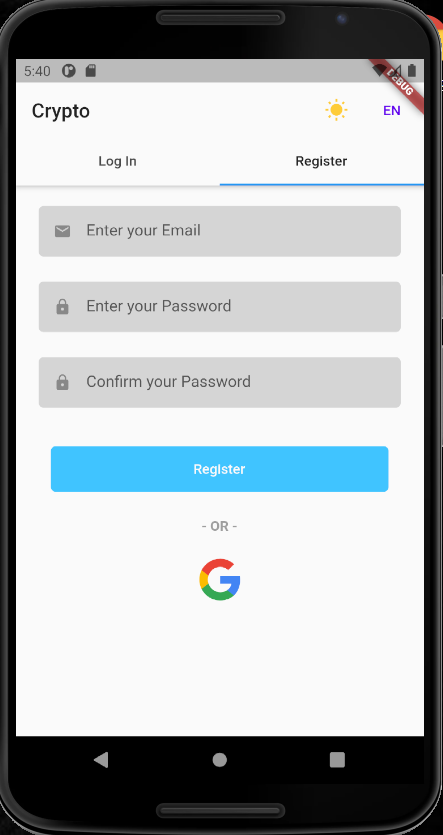 5:40
DEBUG
Crypto
EN
Log In
Register
Enter your Email
Enter your Password
Confirm your Password
Register
- OR -
G